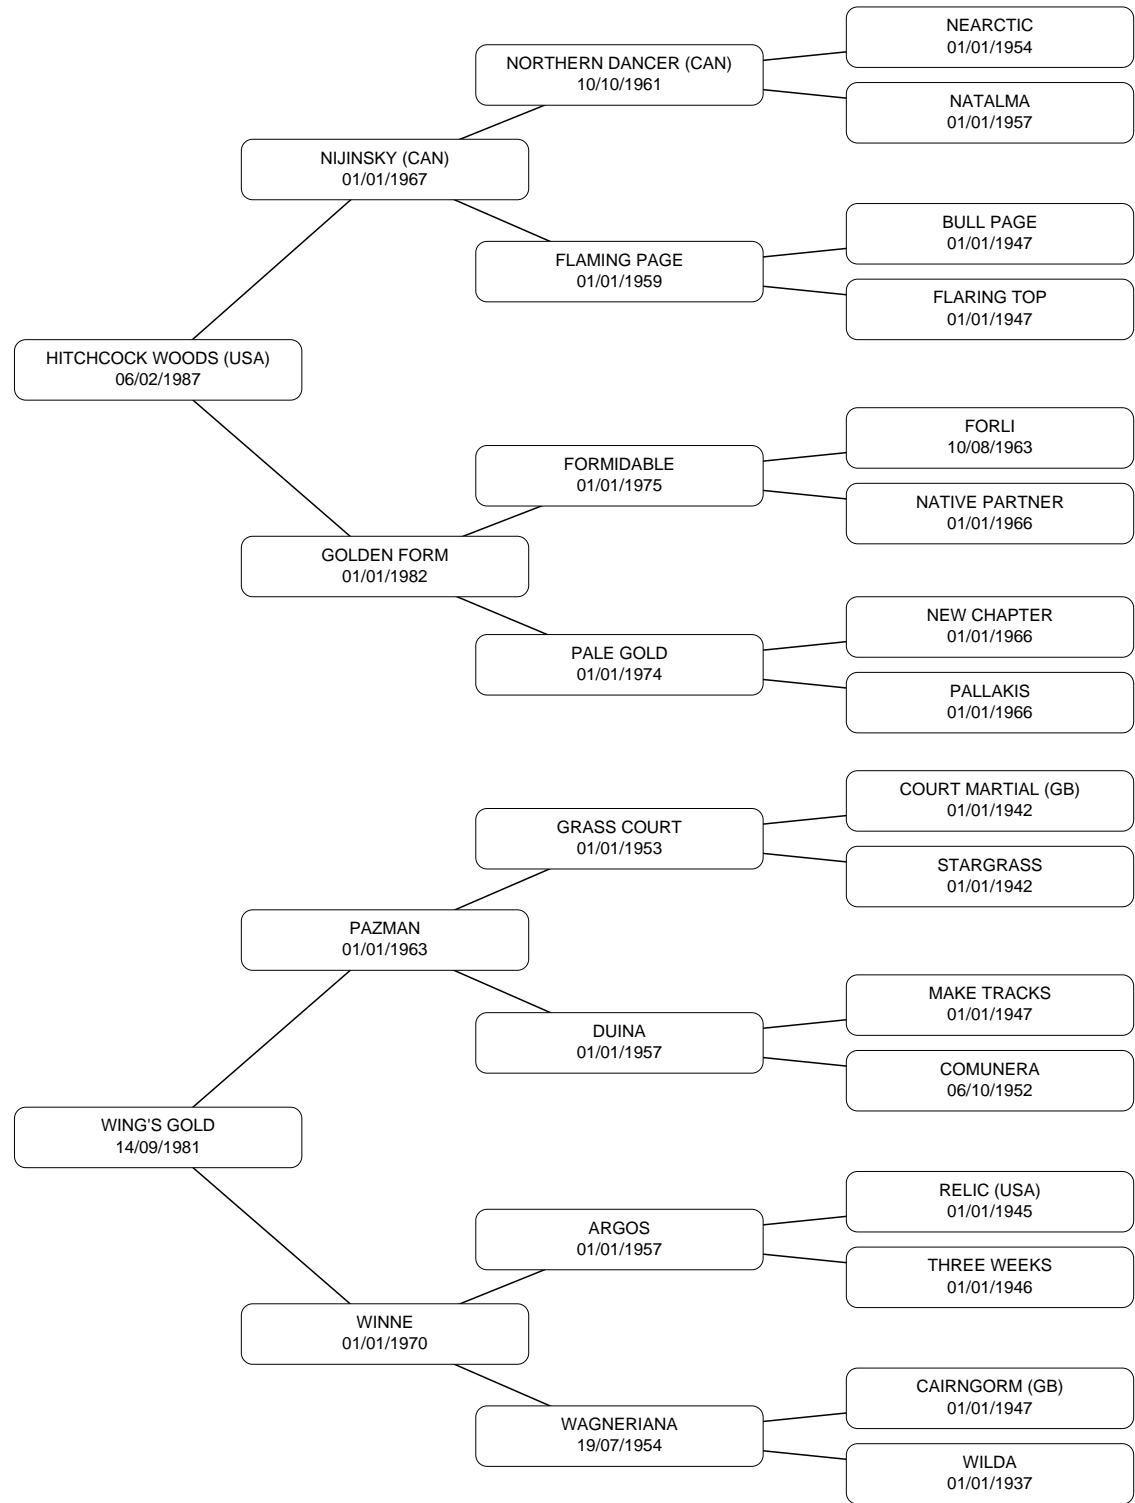 NEARCTIC
01/01/1954
NORTHERN DANCER (CAN)
10/10/1961
NATALMA
01/01/1957
NIJINSKY (CAN)
01/01/1967
BULL PAGE
01/01/1947
FLAMING PAGE
01/01/1959
FLARING TOP
01/01/1947
HITCHCOCK WOODS (USA)
06/02/1987
FORLI
10/08/1963
FORMIDABLE
01/01/1975
NATIVE PARTNER
01/01/1966
GOLDEN FORM
01/01/1982
NEW CHAPTER
01/01/1966
PALE GOLD
01/01/1974
PALLAKIS
01/01/1966
COURT MARTIAL (GB)
01/01/1942
GRASS COURT
01/01/1953
STARGRASS
01/01/1942
PAZMAN
01/01/1963
MAKE TRACKS
01/01/1947
DUINA
01/01/1957
COMUNERA
06/10/1952
WING'S GOLD
14/09/1981
RELIC (USA)
01/01/1945
ARGOS
01/01/1957
THREE WEEKS
01/01/1946
WINNE
01/01/1970
CAIRNGORM (GB)
01/01/1947
WAGNERIANA
19/07/1954
WILDA
01/01/1937